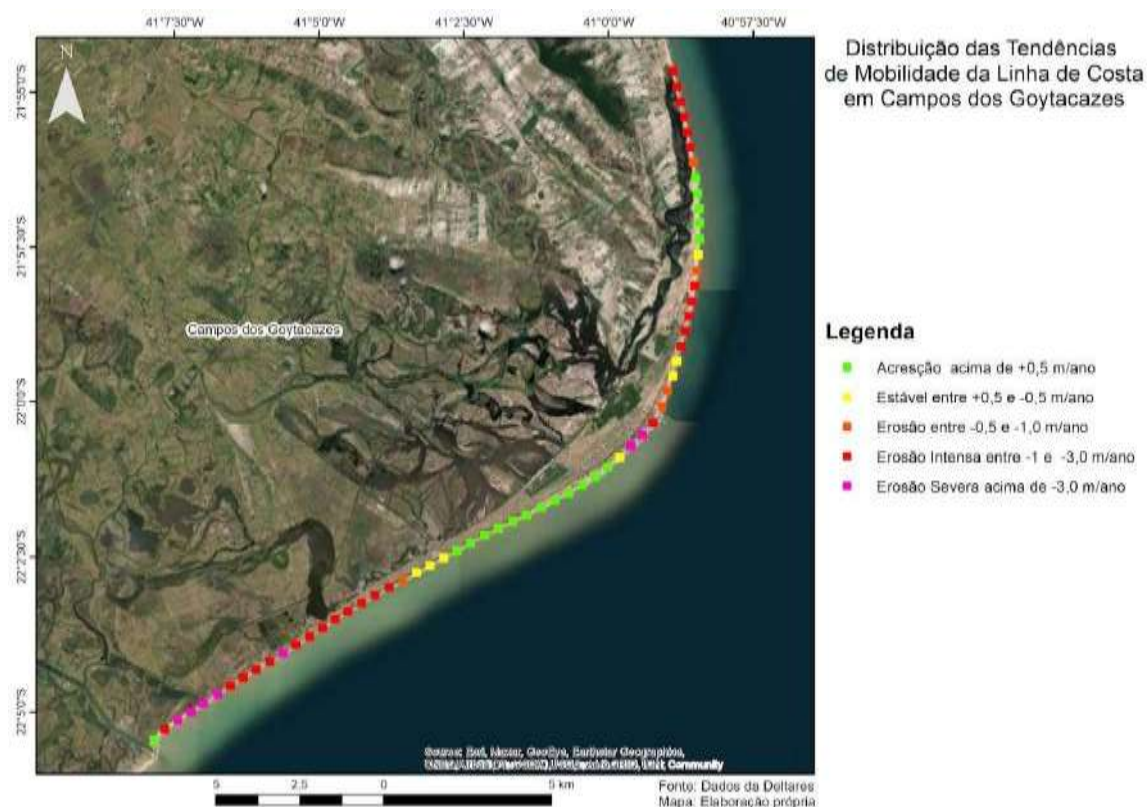 41°7'30"W 41°5'0"W 41°2'30"W 41°0'0"W 40°57'30"W
Distribuição das Tendências
de Mobilidade da Linha de Costa
em Campos dos Goytacazes
N
21°55'0"S
21°57'30"S
Campos dos Goytacazes
22°0'0"S
22°2'30"S
22°5'0"S
Legenda
Acresção acima de +0,5 m/ano
Estável entre +0,5 e -0,5 m/ano
Erosão entre -0,5 e -1,0 m/ano
Erosão Intensa entre -1 e -3,0 m/ano
Erosão Severa acima de -3,0 m/ano
Source: Esri, Maxar, GeoEye, Earthstar Geographics,
Community
5 2.5 0 5 km
Fonte: Dados da Deltares
Mapa: Elaboração própria